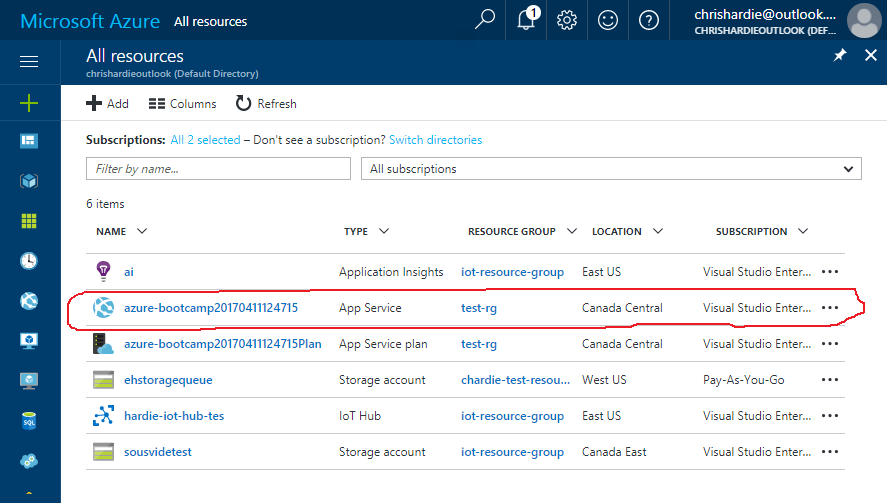 Microsoft Azure All resources 1 chrishardie@outlook....
CHRISHARDIEOUTLOOK (DEF...
All resources
chrishardieoutlook (Default Directory)
Add Columns Refresh
Subscriptions: All 2 selected – Don't see a subscription? Switch directories
Filter by name... All subscriptions
6 items
NAME TYPE RESOURCE GROUP LOCATION SUBSCRIPTION
ai Application Insights iot-resource-group East US Visual Studio Enter... •••
azure-bootcamp20170411124715 App Service test-rg Canada Central Visual Studio Enter... •••
azure-bootcamp20170411124715Plan App Service plan test-rg Canada Central Visual Studio Enter... •••
ehstoragequeue Storage account chardie-test-resou... West US Pay-As-You-Go •••
hardie-iot-hub-tes IoT Hub iot-resource-group East US Visual Studio Enter... •••
SQL
sousvidetest Storage account iot-resource-group Canada East Visual Studio Enter... •••